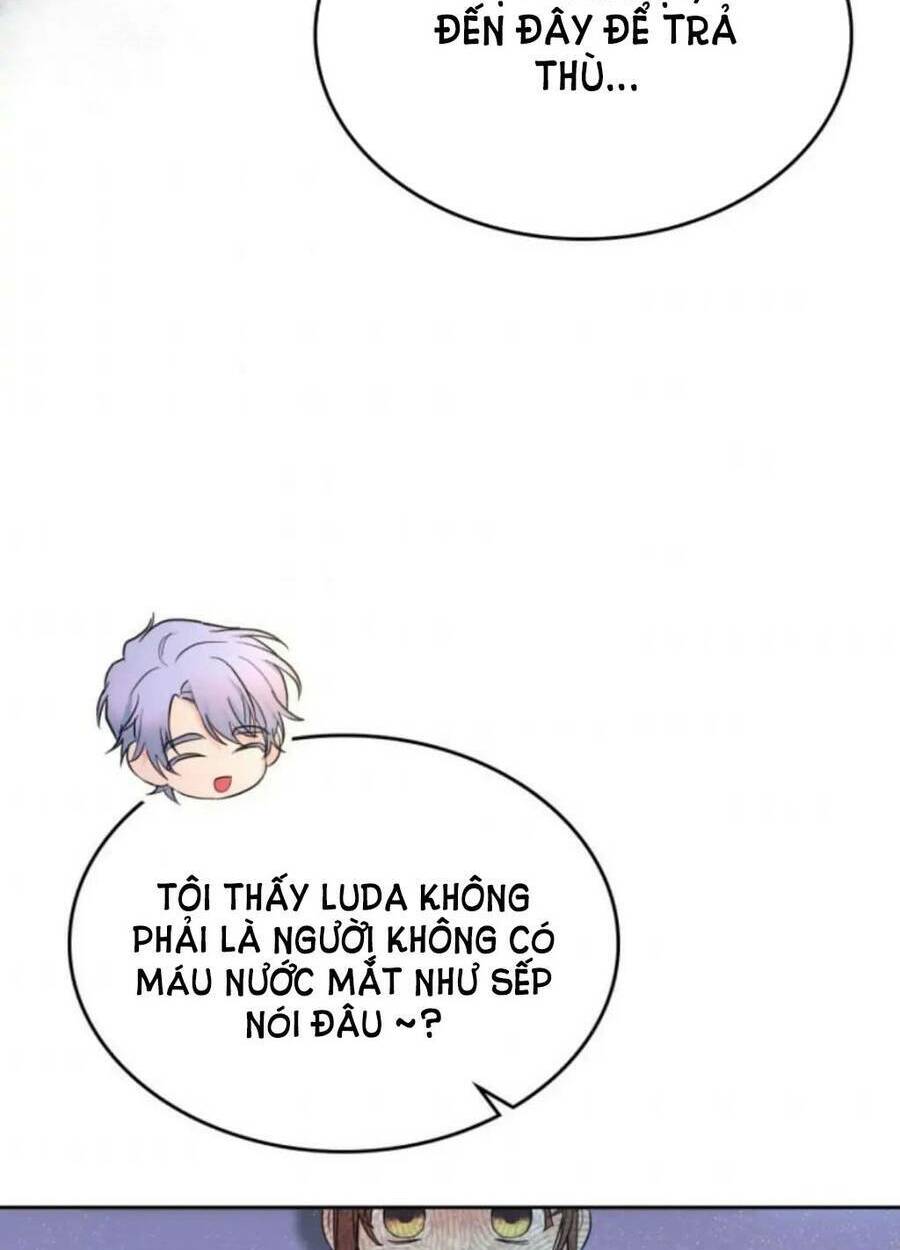 ĐẾN ĐÂY ĐỂ TRẢ
THÙ...
TÔI THẤY LUDA KHÔNG
PHẢI LÀ NGƯỜI KHÔNG CÓ
MÁU NƯỚC MẮT NHƯ SẾP
NÓI ĐÂU ~?